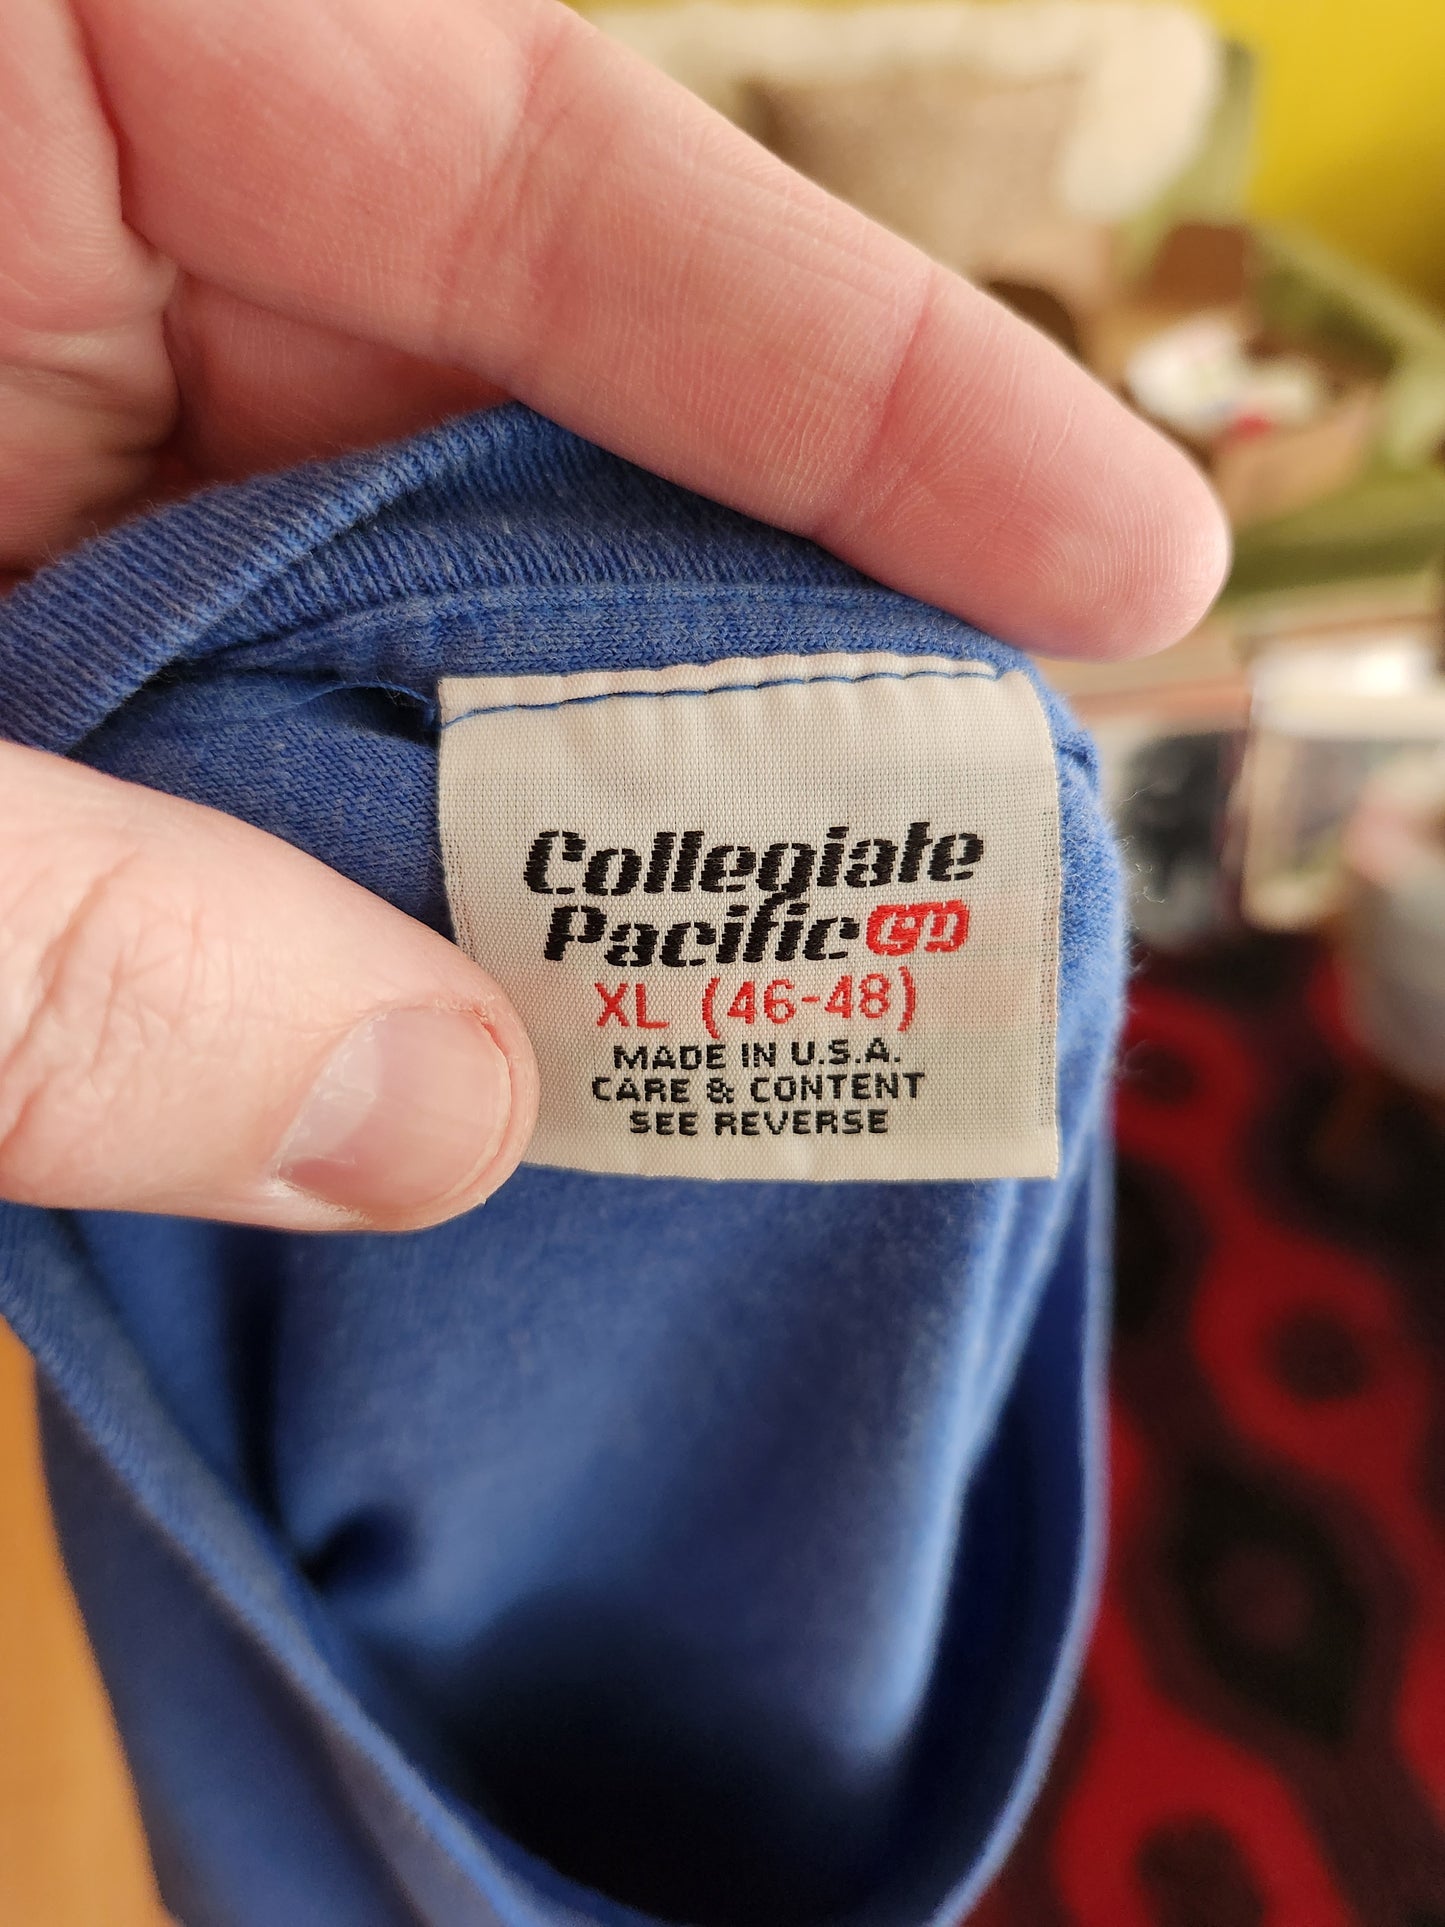 Collegiate
Pacific
XL (46-48)
MADE IN U.S.A.
CARE & CONTENT
SEE REVERSE